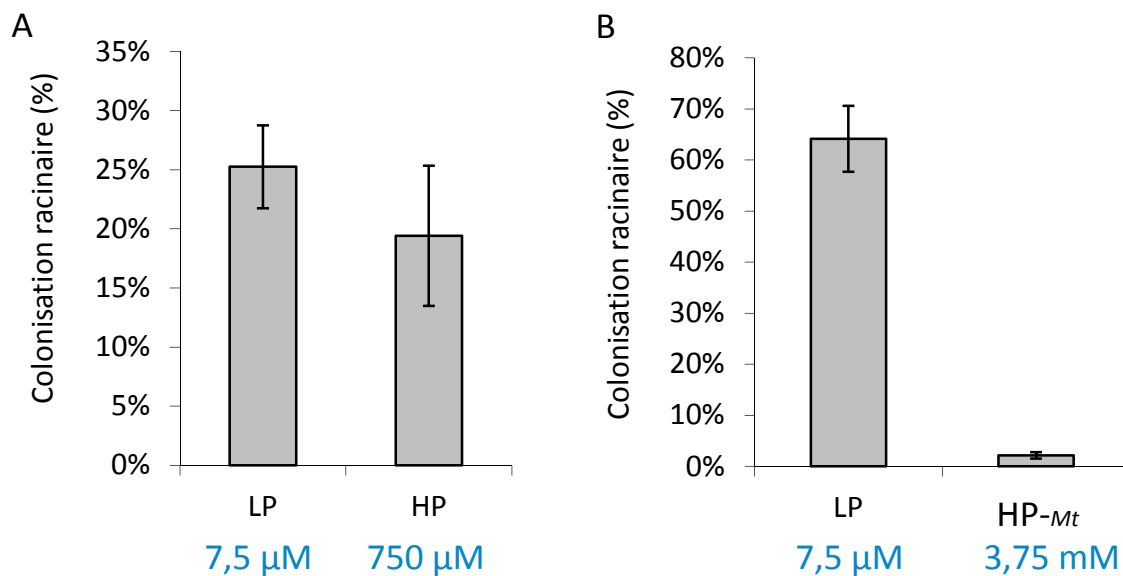 A
Colonisation racinaire (%)
35%
30%
25%
20%
15%
10%
5%
0%
LP
HP
7,5 µM
750 µM
B
Colonisation racinaire (%)
80%
70%
60%
50%
40%
30%
20%
10%
0%
LP
HP-Mt
7,5 µM
3,75 mM